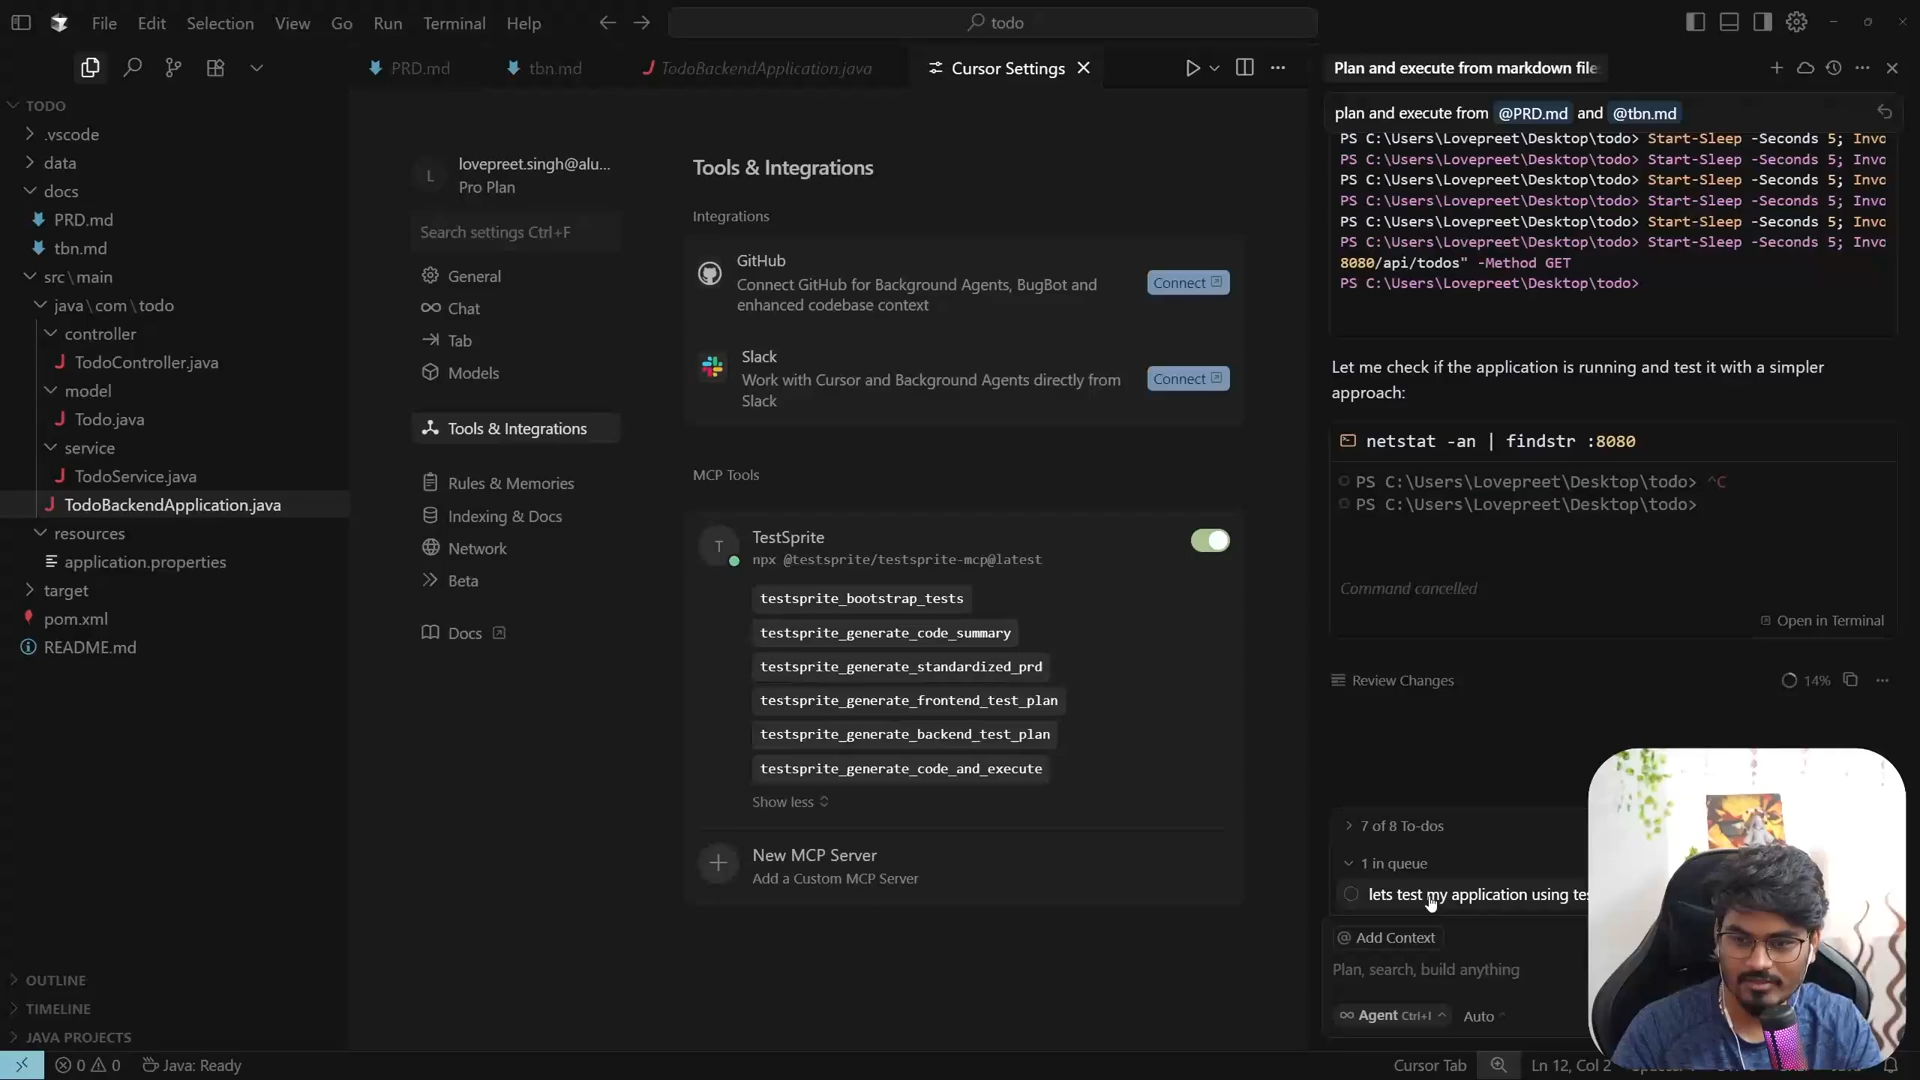 File Edit Selection View Go Run Terminal Help
todo
PRD.md
tbn.md
TodoBackendApplication.java
Cursor Settings
Plan and execute from markdown file
TODO
.vscode
data
docs
PRD.md
tbn.md
src\main
java\com\todo
controller
TodoController.java
model
Todo.java
service
TodoService.java
TodoBackendApplication.java
resources
application.properties
target
pom.xml
README.md
OUTLINE
TIMELINE
JAVA PROJECTS
L
lovepreet.singh@alu...
Pro Plan
Search settings Ctrl+F
General
Chat
Tab
Models
Tools & Integrations
Rules & Memories
Indexing & Docs
Network
Beta
Docs
Tools & Integrations
Integrations
GitHub
Connect GitHub for Background Agents, BugBot and
enhanced codebase context
Connect
Slack
Work with Cursor and Background Agents directly from
Slack
Connect
MCP Tools
T
TestSprite
npx @testsprite/testsprite-mcp@latest
testsprite_bootstrap_tests
testsprite_generate_code_summary
testsprite_generate_standardized_prd
testsprite_generate_frontend_test_plan
testsprite_generate_backend_test_plan
testsprite_generate_code_and_execute
Show less
New MCP Server
Add a Custom MCP Server
plan and execute from @PRD.md and @tbn.md
PS C:\Users\Lovepreet\Desktop\todo> Start-Sleep -Seconds 5; Invo
PS C:\Users\Lovepreet\Desktop\todo> Start-Sleep -Seconds 5; Invo
PS C:\Users\Lovepreet\Desktop\todo> Start-Sleep -Seconds 5; Invo
PS C:\Users\Lovepreet\Desktop\todo> Start-Sleep -Seconds 5; Invo
PS C:\Users\Lovepreet\Desktop\todo> Start-Sleep -Seconds 5; Invo
PS C:\Users\Lovepreet\Desktop\todo> Start-Sleep -Seconds 5; Invo
8080/api/todos" -Method GET
PS C:\Users\Lovepreet\Desktop\todo>
Let me check if the application is running and test it with a simpler
approach:
netstat -an | findstr :8080
PS C:\Users\Lovepreet\Desktop\todo> ^C
PS C:\Users\Lovepreet\Desktop\todo>
Command cancelled
Open in Terminal
Review Changes
14%
7 of 8 To-dos
1 in queue
lets test my application using tes
@ Add Context
Plan, search, build anything
Agent Ctrl+I
Auto
0 0
Java: Ready
Cursor Tab
Ln 12, Col 2